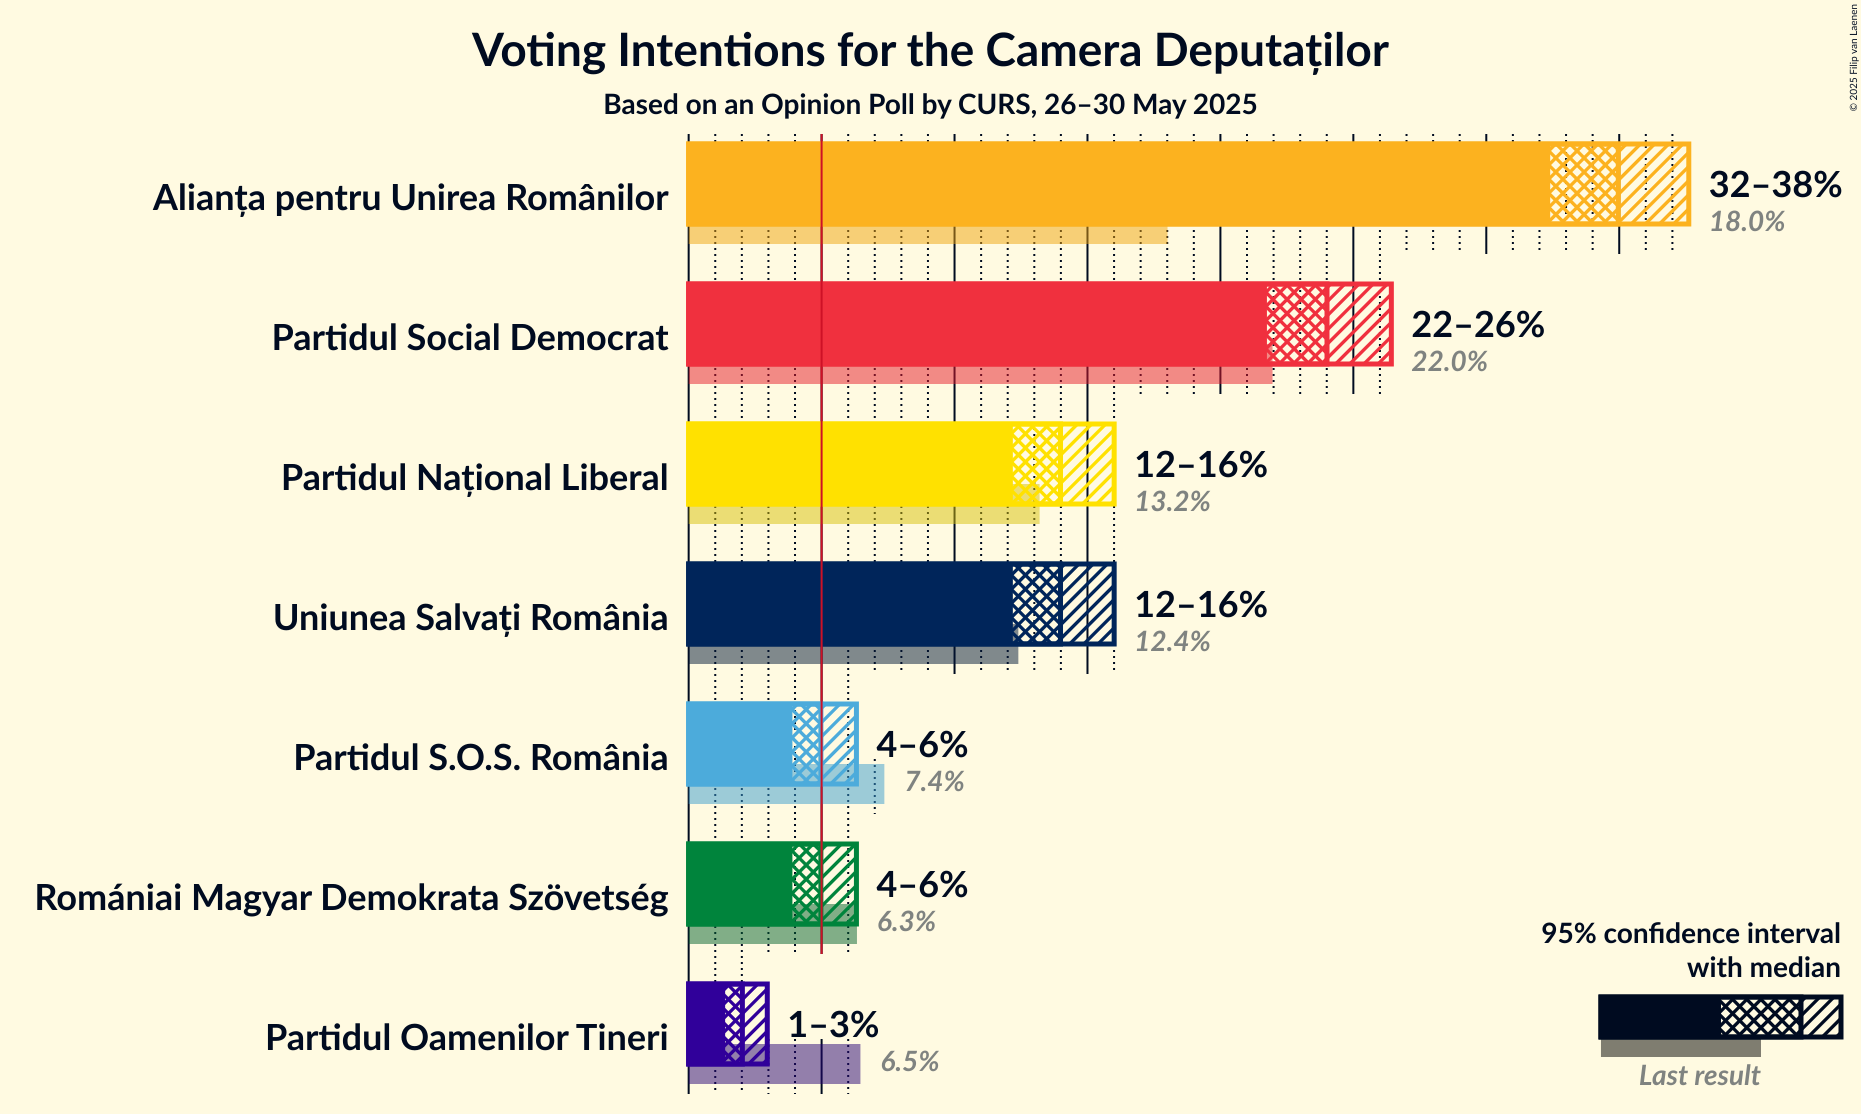 Voting Intentions for the Camera Deputaților
Based on an Opinion Poll by CURS, 26–30 May 2025
© 2025 Filip van Laenen
Alianța pentru Unirea Românilor
32–38%
18.0%
Partidul Social Democrat
22–26%
22.0%
Partidul Național Liberal
12–16%
13.2%
Uniunea Salvați România
12–16%
12.4%
Partidul S.O.S. România
4–6%
7.4%
Romániai Magyar Demokrata Szövetség
4–6%
6.3%
Partidul Oamenilor Tineri
1–3%
6.5%
95% confidence interval
with median
Last result